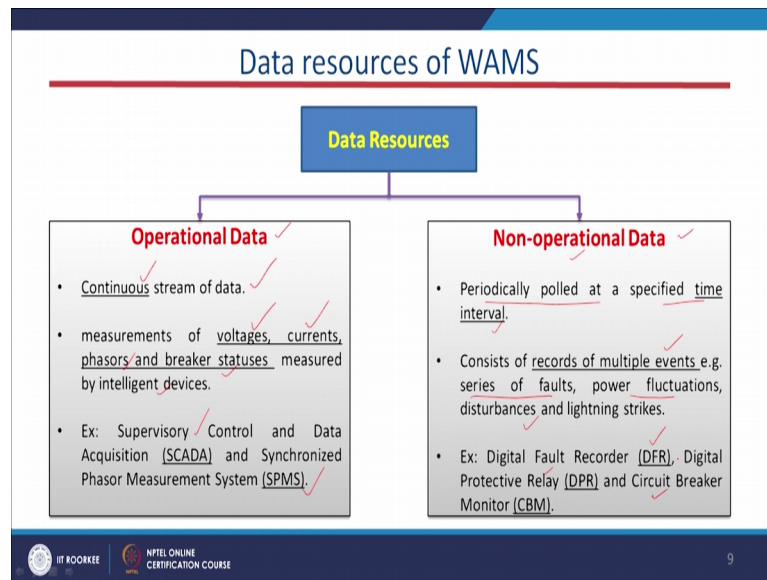 Data resources of WAMS
Data Resources
Operational Data
• Continuous stream of data.
• measurements of voltages, currents,
phasors and breaker statuses measured
by intelligent devices.
• Ex: Supervisory Control and Data
Acquisition (SCADA) and Synchronized
Phasor Measurement System (SPMS).
Non-operational Data
• Periodically polled at a specified time
interval.
• Consists of records of multiple events e.g.
series of faults, power fluctuations,
disturbances and lightning strikes.
• Ex: Digital Fault Recorder (DFR), Digital
Protective Relay (DPR) and Circuit Breaker
Monitor (CBM).
IIT ROORKEE
NPTEL ONLINE
CERTIFICATION COURSE
9